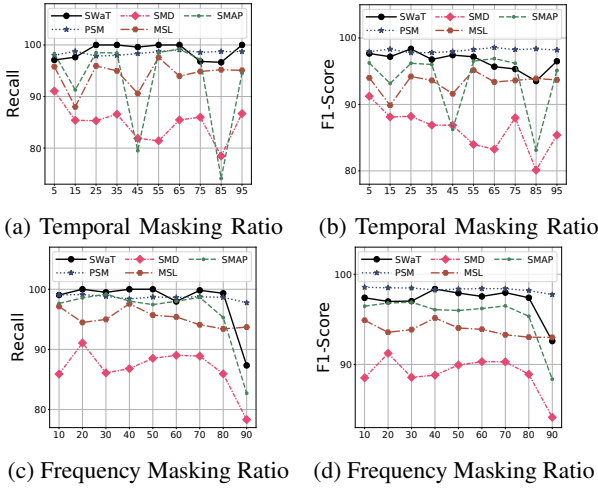 SWaT SMD SMAP
PSM MSL
Recall
100
90
80
5 15 25 35 45 55 65 75 85 95
(a) Temporal Masking Ratio
SWaT SMD SMAP
PSM MSL
F1-Score
100
95
90
85
80
5 15 25 35 45 55 65 75 85 95
(b) Temporal Masking Ratio
SWaT SMD SMAP
PSM MSL
Recall
100
90
80
10 20 30 40 50 60 70 80 90
(c) Frequency Masking Ratio
SWaT SMD SMAP
PSM MSL
F1-Score
100
90
10 20 30 40 50 60 70 80 90
(d) Frequency Masking Ratio